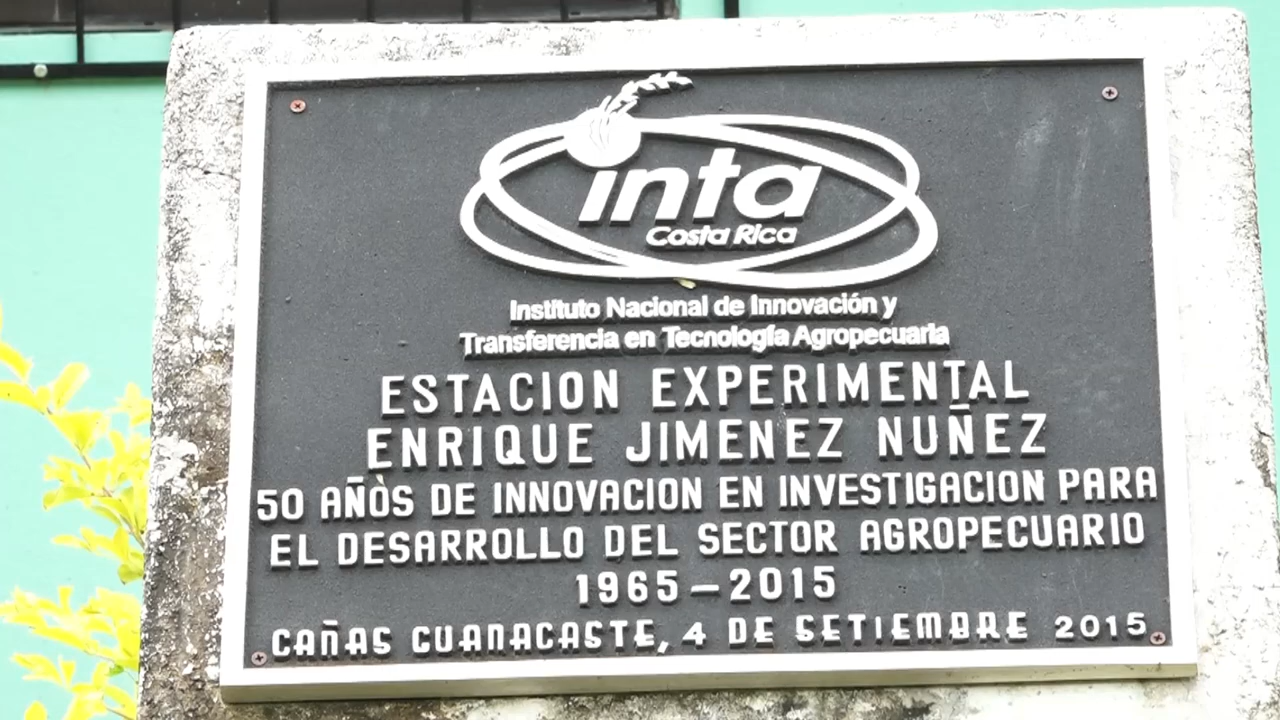 inta
Costa Rica
Instituto Nacional de Innovación y
Transferencia en Tecnología Agropecuaria
ESTACION EXPERIMENTAL
ENRIQUE JIMENEZ NUÑEZ
50 AÑÒS DE INNOVACION EN INVESTIGACION PARA
EL DESARROLLO DEL SECTOR AGROPECUARIO
1965-2015
CAÑAS GUANACASTE, 4 DE SETIEMBRE 2015